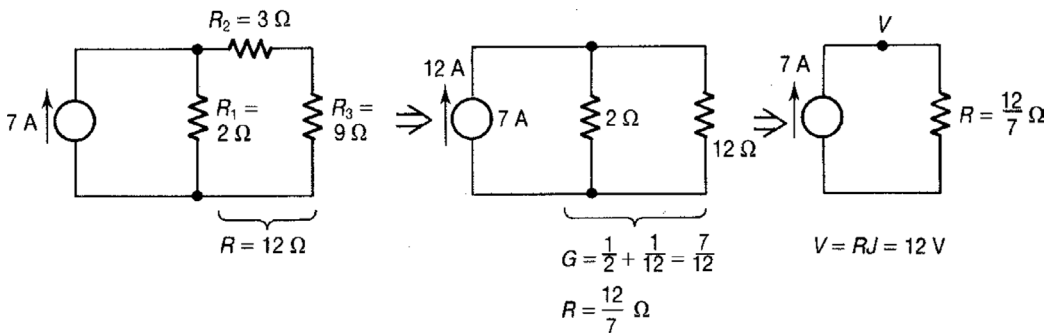 R₂ = 3 Ω
7 A
R₁ =
2 Ω
R₃ =
9 Ω
R = 12 Ω
⇒
12 A
7 A
2 Ω
12 Ω
G = 1/2 + 1/12 = 7/12
R = 12/7 Ω
⇒
V
7 A
R = 12/7 Ω
V = RJ = 12 V